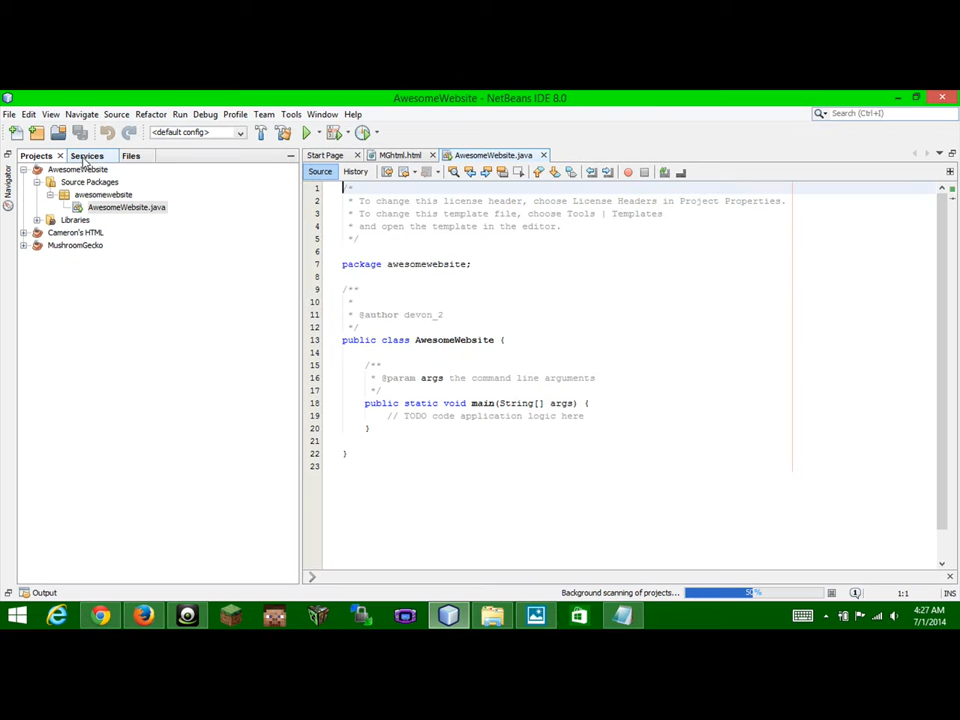 AwesomeWebsite - NetBeans IDE 8.0
File Edit View Navigate Source Refactor Run Debug Profile Team Tools Window Help
Search (Ctrl+I)
<default config>
Projects Services Files
Start Page MGhtml.html AwesomeWebsite.java
Navigator
AwesomeWebsite
Source Packages
awesomewebsite
AwesomeWebsite.java
Libraries
Cameron's HTML
MushroomGecko
Source History
1 /*
2 * To change this license header, choose License Headers in Project Properties.
3 * To change this template file, choose Tools | Templates
4 * and open the template in the editor.
5 */
6
7 package awesomewebsite;
8
9 /**
10 *
11 * @author devon_2
12 */
13 public class AwesomeWebsite {
14
15 /**
16 * @param args the command line arguments
17 */
18 public static void main(String[] args) {
19 // TODO code application logic here
20 }
21
22 }
23
Output
Background scanning of projects... 50% 1 1:1 INS
4:27 AM
7/1/2014